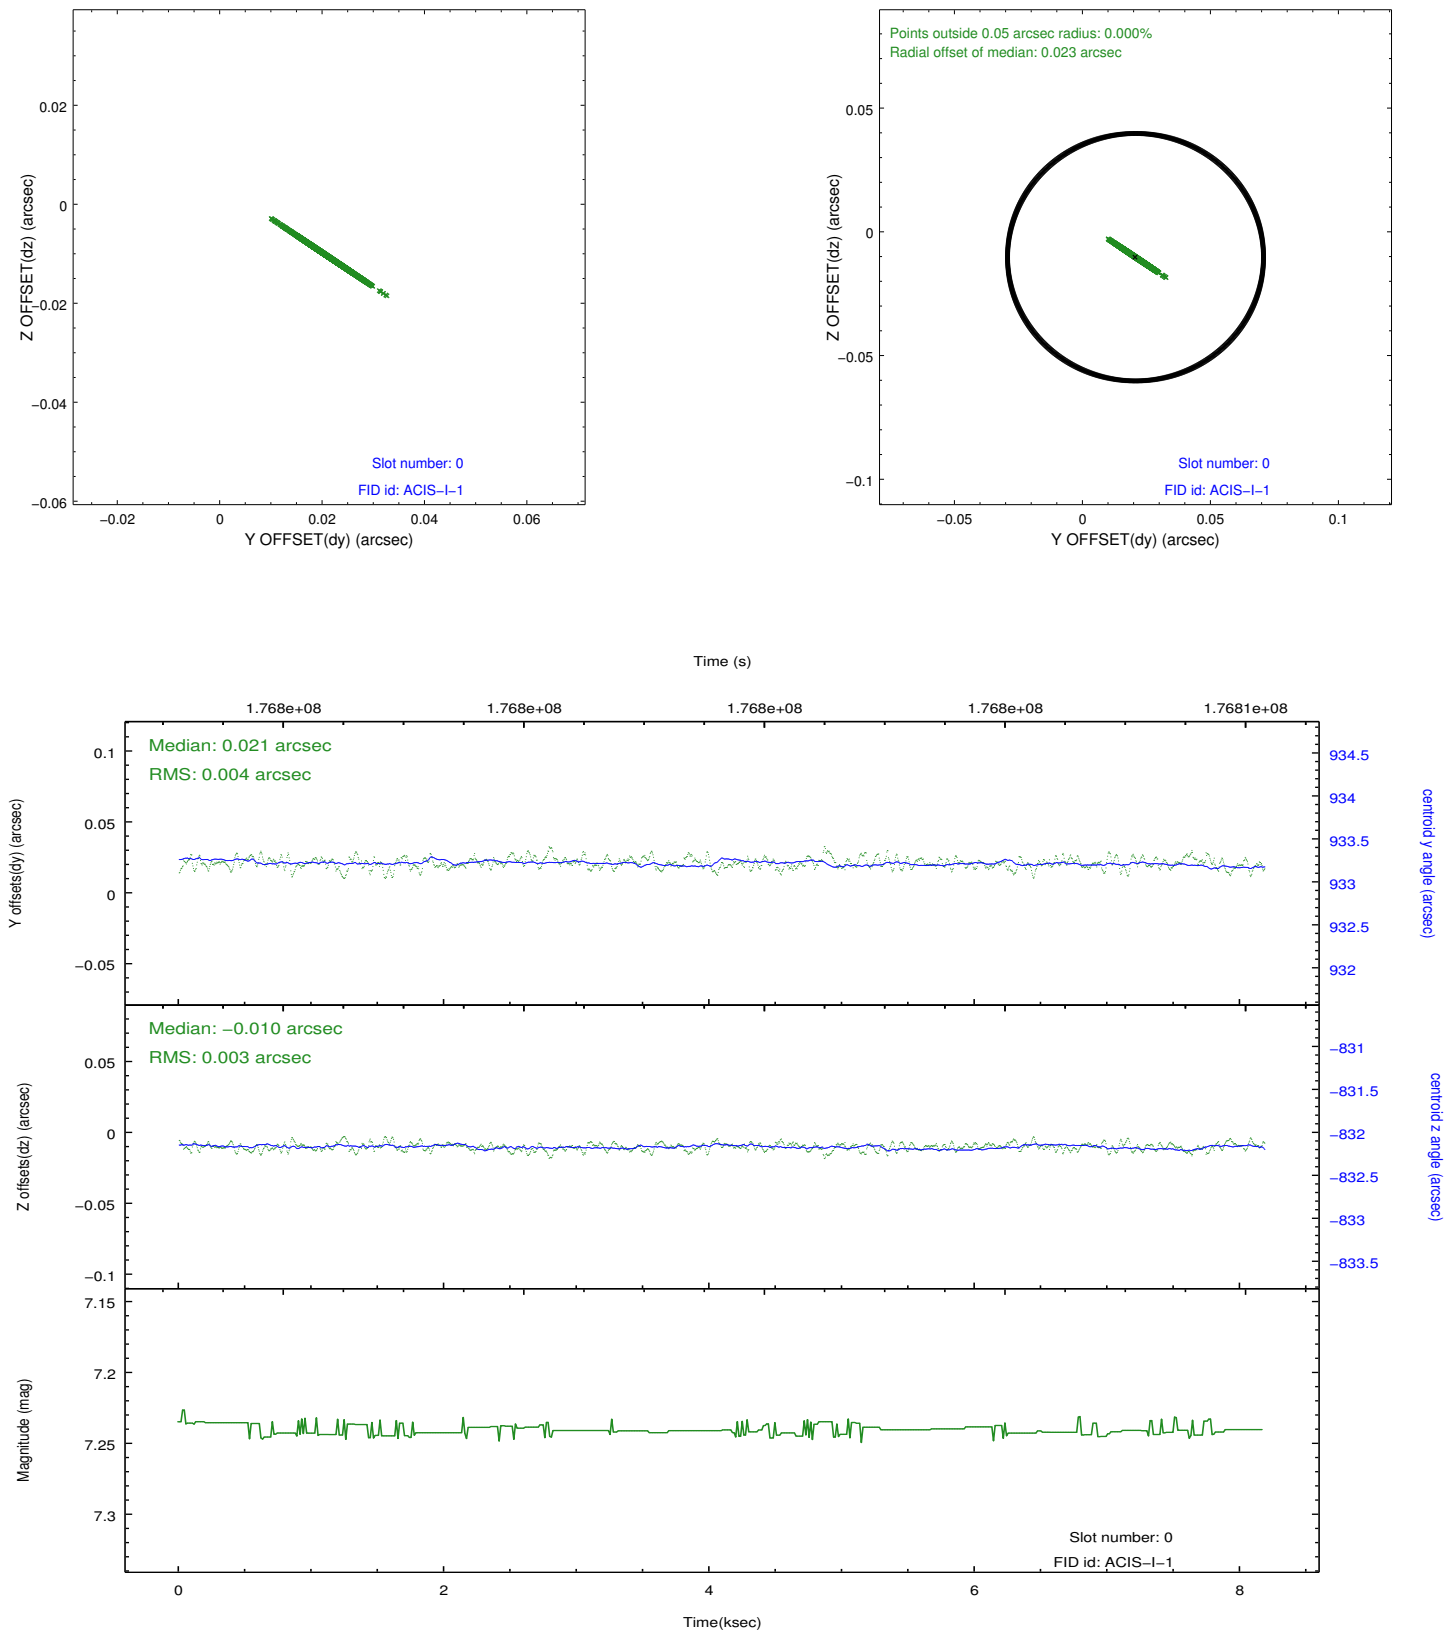 0.02
0
−0.02
−0.04
−0.06
Z OFFSET(dz) (arcsec)
Slot number: 0
FID id: ACIS−I−1
−0.02 0 0.02 0.04 0.06
Y OFFSET(dy) (arcsec)
Points outside 0.05 arcsec radius: 0.000%
Radial offset of median: 0.023 arcsec
0.05
0
−0.05
−0.1
Z OFFSET(dz) (arcsec)
Slot number: 0
FID id: ACIS−I−1
−0.05 0 0.05 0.1
Y OFFSET(dy) (arcsec)
Time (s)
1.768e+08 1.768e+08 1.768e+08 1.768e+08 1.7681e+08
Median: 0.021 arcsec
RMS: 0.004 arcsec
0.1
0.05
0
−0.05
Y offsets(dy) (arcsec)
934.5
934
933.5
933
932.5
932
centroid y angle (arcsec)
Median: −0.010 arcsec
RMS: 0.003 arcsec
0.05
0
−0.05
−0.1
Z offsets(dz) (arcsec)
−831
−831.5
−832
−832.5
−833
−833.5
centroid z angle (arcsec)
7.15
7.2
7.25
7.3
Magnitude (mag)
Slot number: 0
FID id: ACIS−I−1
0 2 4 6 8
Time(ksec)